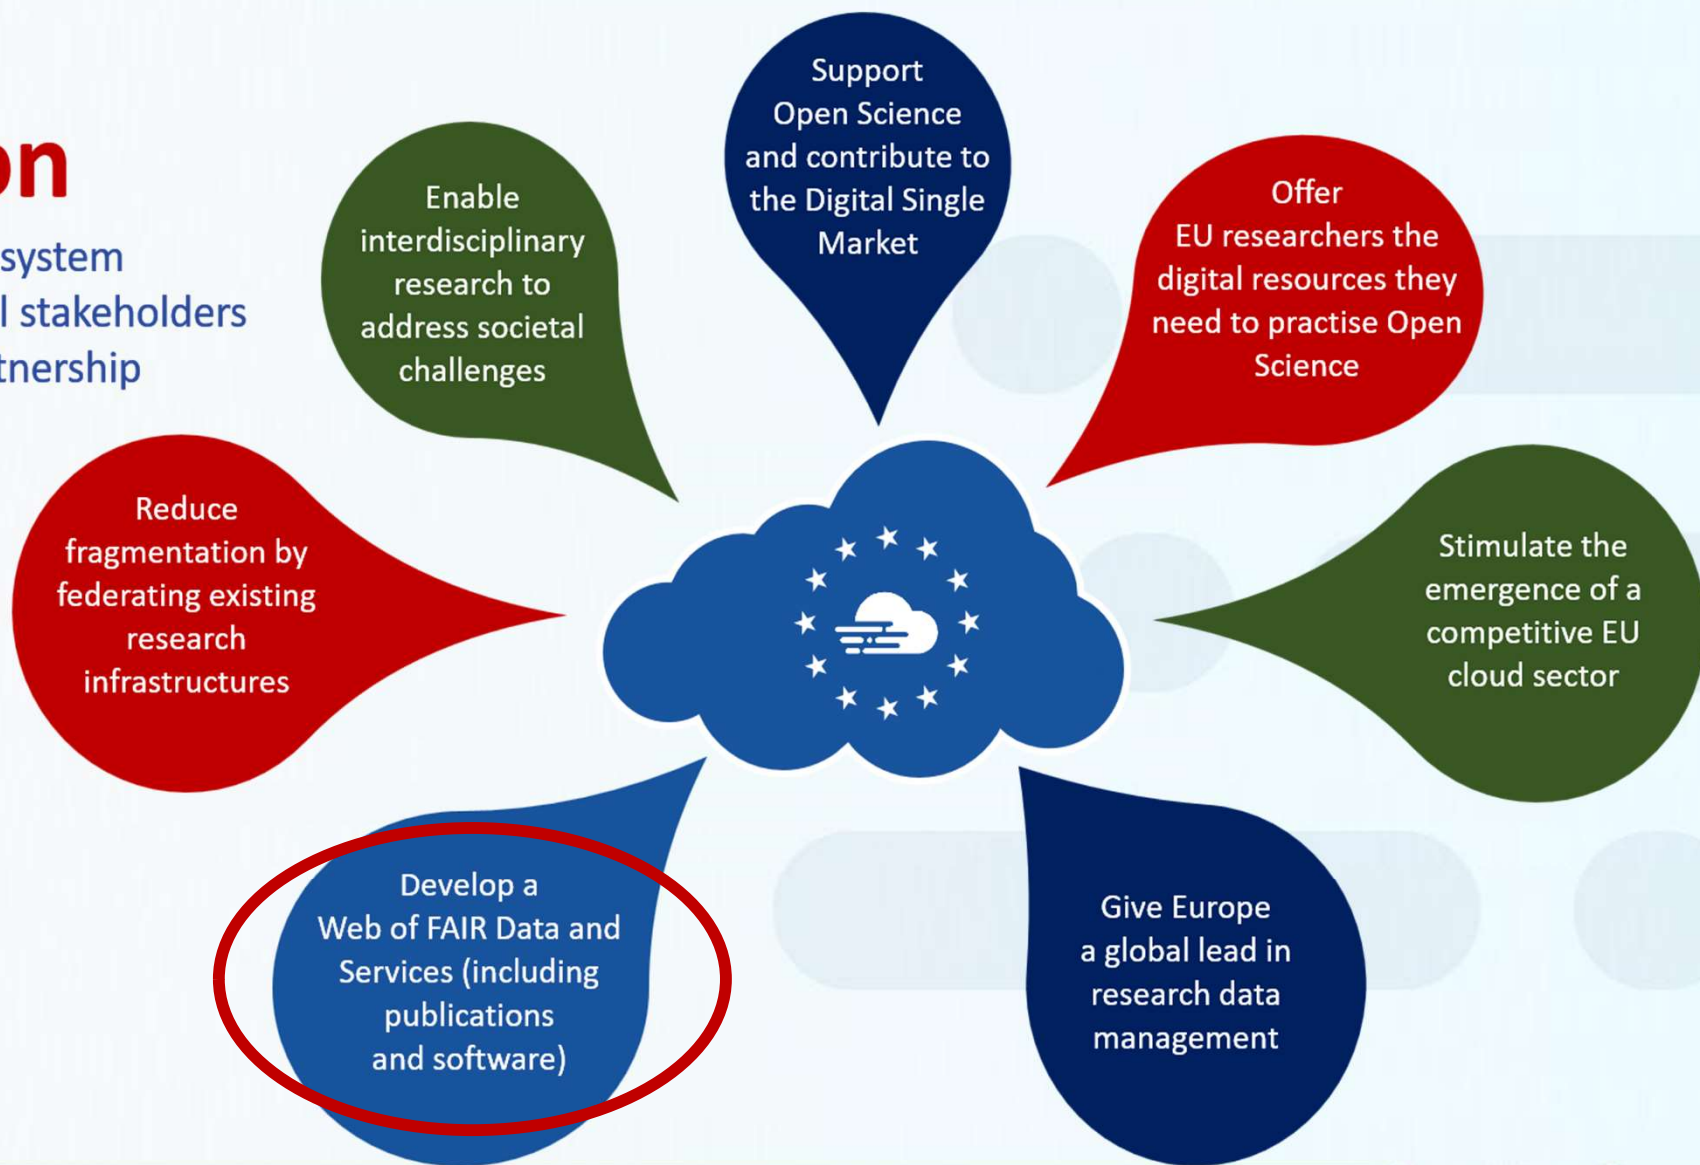 on
system
l stakeholders
tnership
Support
Open Science
and contribute to
the Digital Single
Market
Enable
interdisciplinary
research to
address societal
challenges
Offer
EU researchers the
digital resources they
need to practise Open
Science
Reduce
fragmentation by
federating existing
research
infrastructures
Stimulate the
emergence of a
competitive EU
cloud sector
Develop a
Web of FAIR Data and
Services (including
publications
and software)
Give Europe
a global lead in
research data
management